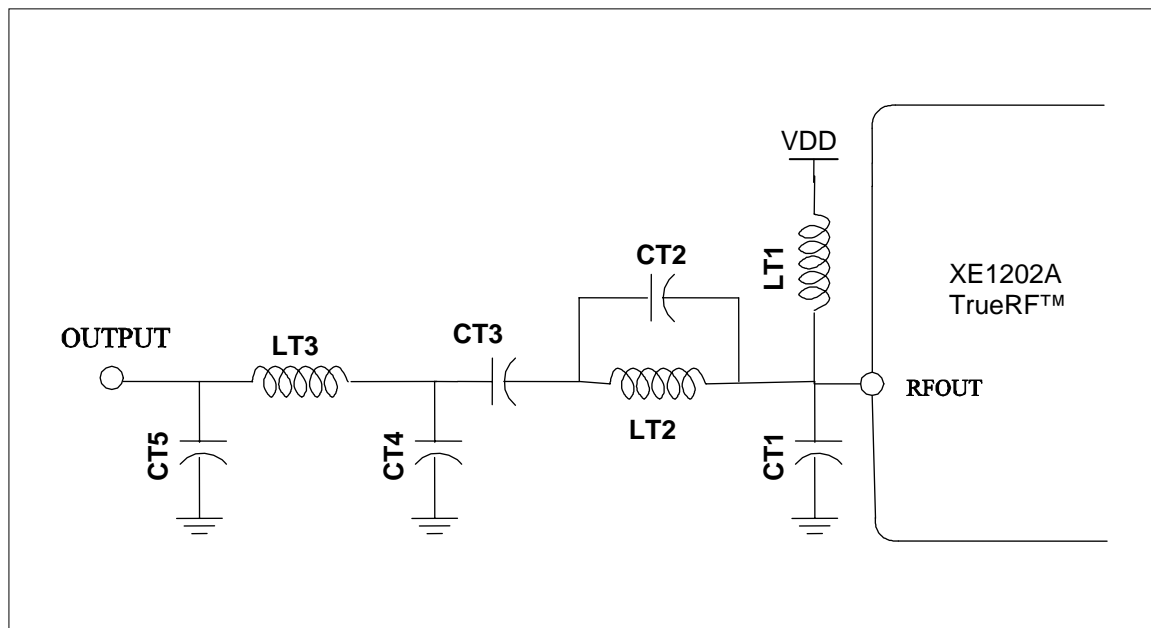 VDD
LT1
CT2
XE1202A
TrueRF™
OUTPUT
LT3
CT3
LT2
RFOUT
CT5
CT4
CT1